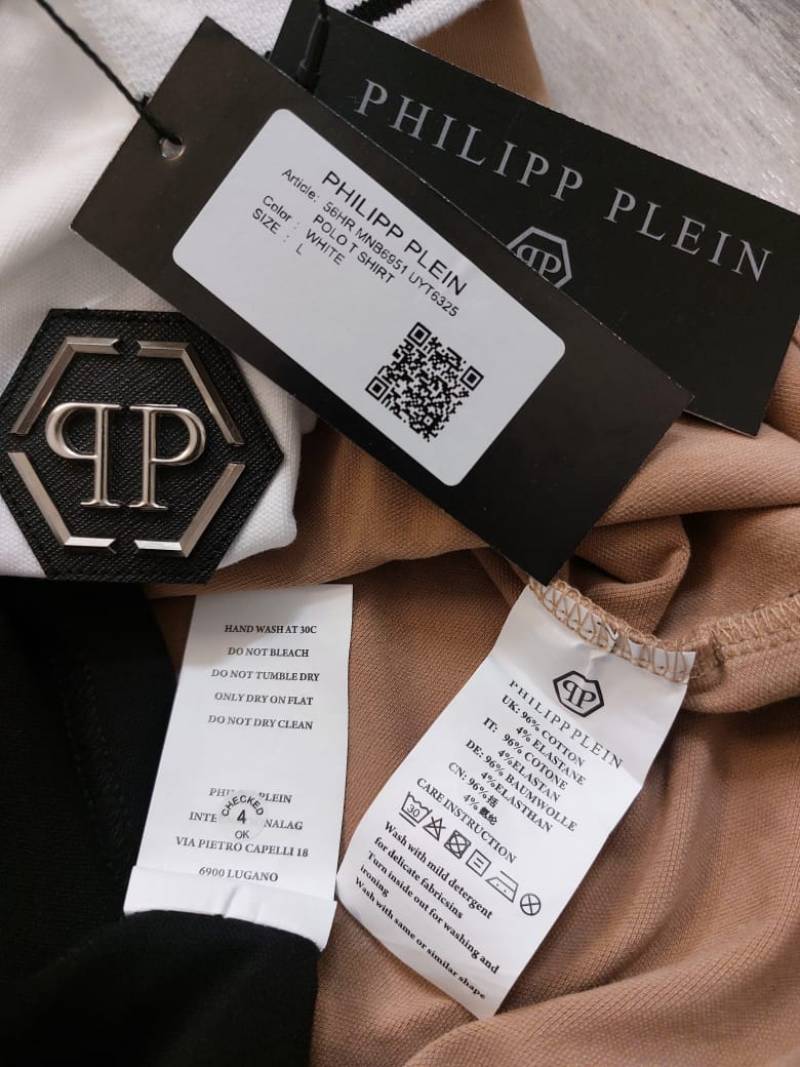 PHILIPP PLEIN
PHILIPP PLEIN
Article: 56HR MNB6951 UYT6325
POLO T SHIRT
Color : WHITE
SIZE : L
HAND WASH AT 30C
DO NOT BLEACH
DO NOT TUMBLE DRY
ONLY DRY ON FLAT
DO NOT DRY CLEAN
PLEIN
INTE NALAG
CHECKED
4
OK
VIA PIETRO CAPELLI 18
6900 LUGANO
PHILIPP PLEIN
UK: 96% COTTON
4% ELASTANE
IT: 96% COTONE
4%ELASTAN
DE: 96% BAUMWOLLE
4%ELASTHAN
CN: 96%
4%
CARE INSTRUCTION
30
Wash with mild detergent
for delicate fabricsins
Turn inside out for washing and
ironing
Wash with same or similar shape